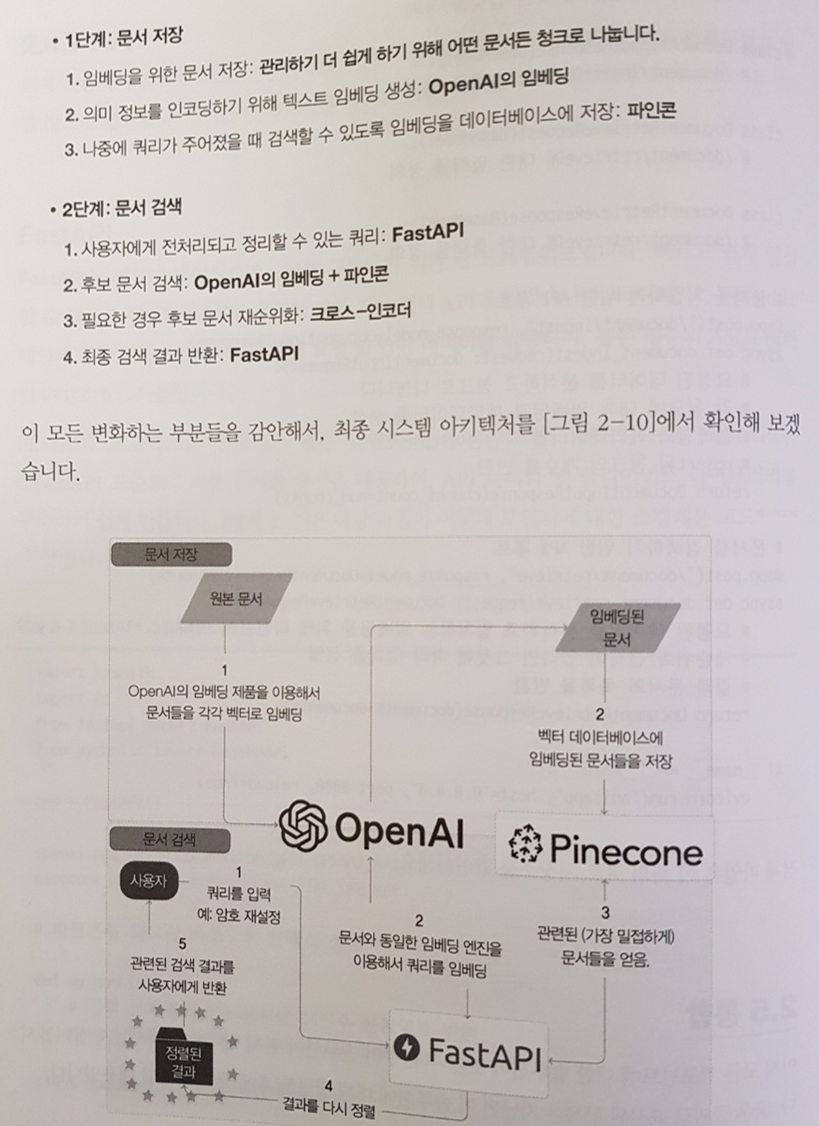 • 1단계: 문서 저장
1. 임베딩을 위한 문서 저장: 관리하기 더 쉽게 하기 위해 어떤 문서든 청크로 나눕니다.
2. 의미 정보를 인코딩하기 위해 텍스트 임베딩 생성: OpenAI의 임베딩
3. 나중에 쿼리가 주어졌을 때 검색할 수 있도록 임베딩을 데이터베이스에 저장: 파인콘
• 2단계: 문서 검색
1. 사용자에게 전처리되고 정리할 수 있는 쿼리: FastAPI
2. 후보 문서 검색: OpenAI의 임베딩 + 파인콘
3. 필요한 경우 후보 문서 재순위화: 크로스-인코더
4. 최종 검색 결과 반환: FastAPI
이 모든 변화하는 부분들을 감안해서, 최종 시스템 아키텍처를 [그림 2-10]에서 확인해 보겠
습니다.
문서 저장
원본 문서
임베딩된
문서
1
OpenAI의 임베딩 제품을 이용해서
문서들을 각각 벡터로 임베딩
2
벡터 데이터베이스에
임베딩된 문서들을 저장
OpenAI
Pinecone
문서 검색
사용자
1
쿼리를 입력
예: 암호 재설정
2
문서와 동일한 임베딩 엔진을
이용해서 쿼리를 임베딩
3
관련된 (가장 밀접하게)
문서들을 얻음.
5
관련된 검색 결과를
사용자에게 반환
정렬된
결과
FastAPI
4
결과를 다시 정렬